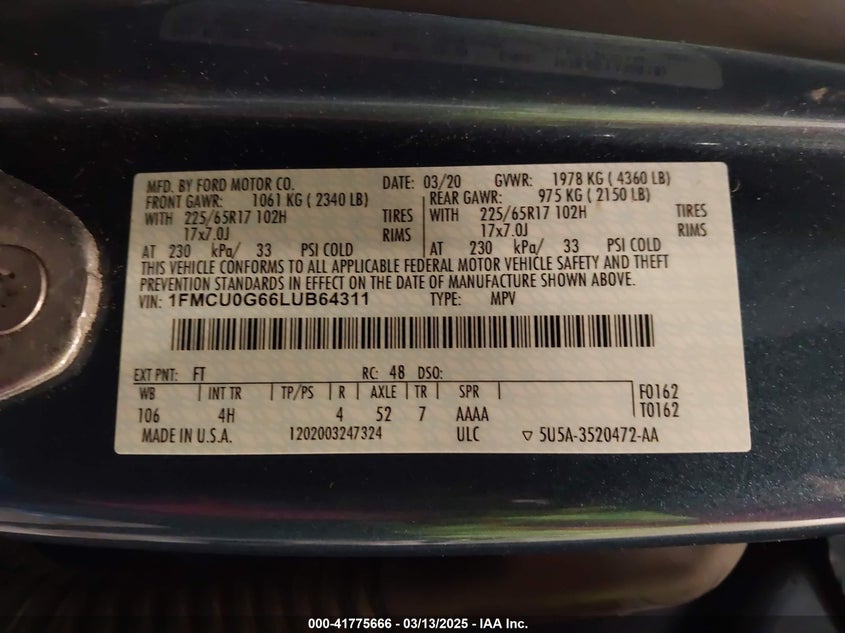 MFD. BY FORD MOTOR CO. DATE: 03/20 GVWR: 1978 KG ( 4360 LB)
FRONT GAWR: 1061 KG ( 2340 LB) REAR GAWR: 975 KG ( 2150 LB)
WITH 225/65R17 102H TIRES WITH 225/65R17 102H TIRES
17x7.0J RIMS 17x7.0J RIMS
AT 230 kPa/ 33 PSI COLD AT 230 kPa/ 33 PSI COLD
THIS VEHICLE CONFORMS TO ALL APPLICABLE FEDERAL MOTOR VEHICLE SAFETY AND THEFT
PREVENTION STANDARDS IN EFFECT ON THE DATE OF MANUFACTURE SHOWN ABOVE.
VIN: 1FMCU0G66LUB64311 TYPE: MPV
EXT PNT: FT RC: 48 DSO:
WB INT TR TP/PS R AXLE TR SPR F0162
106 4H 4 52 7 AAAA T0162
MADE IN U.S.A. 1202003247324 ULC ▽ 5U5A-3520472-AA
000-41775666 - 03/13/2025 - IAA Inc.